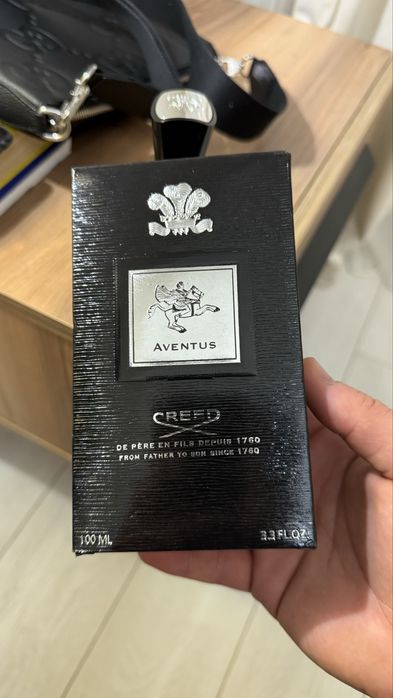 AVENTUS
CREED
DE PÈRE EN FILS DEPUIS 1760
FROM FATHER TO SON SINCE 1760
100 ML 3.3 FL.OZ